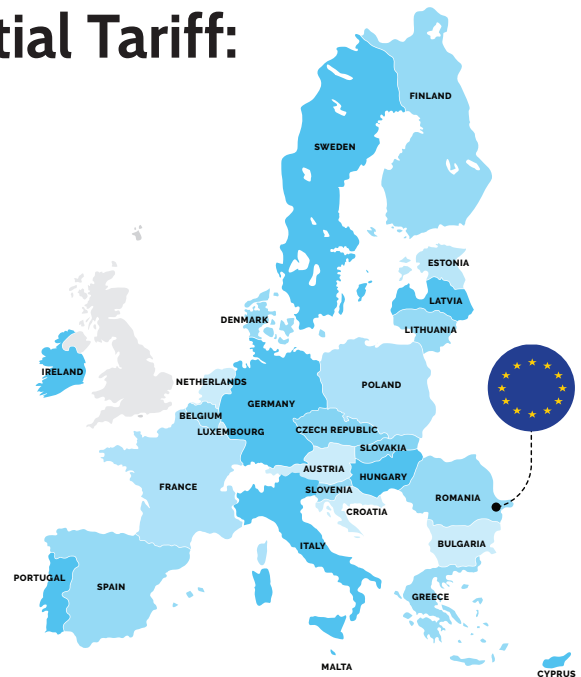 tial Tariff:
FINLAND
SWEDEN
ESTONIA
LATVIA
DENMARK
LITHUANIA
IRELAND
NETHERLANDS
POLAND
GERMANY
BELGIUM
CZECH REPUBLIC
LUXEMBOURG
SLOVAKIA
AUSTRIA
HUNGARY
FRANCE
SLOVENIA
ROMANIA
CROATIA
BULGARIA
ITALY
PORTUGAL
SPAIN
GREECE
MALTA
CYPRUS